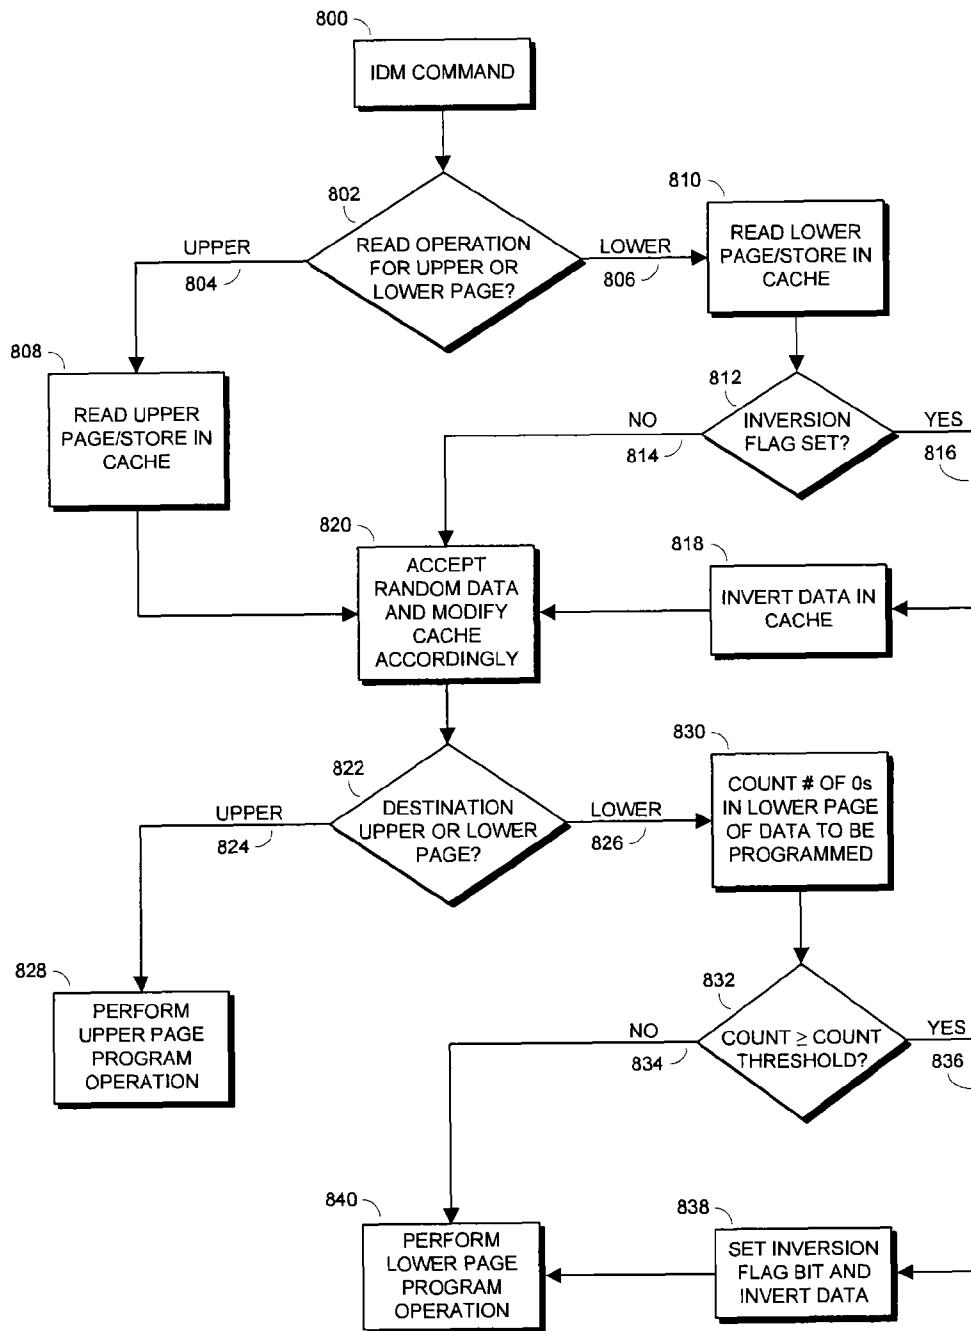 800
IDM COMMAND
802
READ OPERATION
FOR UPPER OR
LOWER PAGE?
UPPER
804
LOWER
806
810
READ LOWER
PAGE/STORE IN
CACHE
808
READ UPPER
PAGE/STORE IN
CACHE
812
INVERSION
FLAG SET?
NO
814
YES
816
820
ACCEPT
RANDOM DATA
AND MODIFY
CACHE
ACCORDINGLY
818
INVERT DATA IN
CACHE
822
DESTINATION
UPPER OR LOWER
PAGE?
UPPER
824
LOWER
826
830
COUNT # OF 0s
IN LOWER PAGE
OF DATA TO BE
PROGRAMMED
828
PERFORM
UPPER PAGE
PROGRAM
OPERATION
832
COUNT ≥ COUNT
THRESHOLD?
NO
834
YES
836
840
PERFORM
LOWER PAGE
PROGRAM
OPERATION
838
SET INVERSION
FLAG BIT AND
INVERT DATA